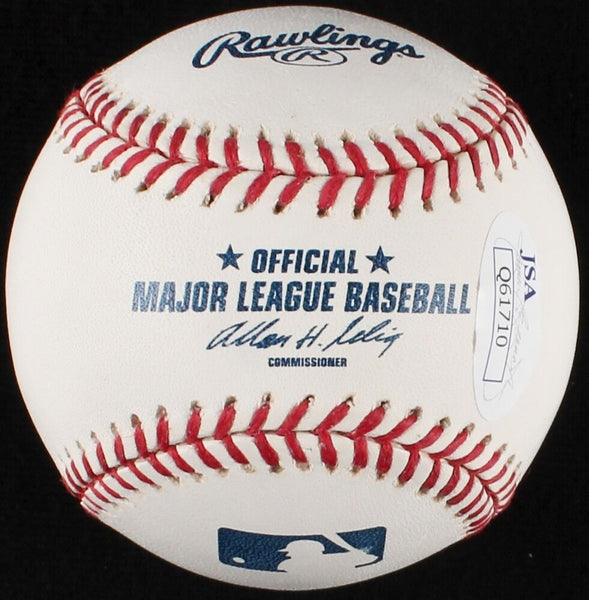 Rawlings
R
OFFICIAL
MAJOR LEAGUE BASEBALL
Allan H. Selig
COMMISSIONER
JSA
Q61710